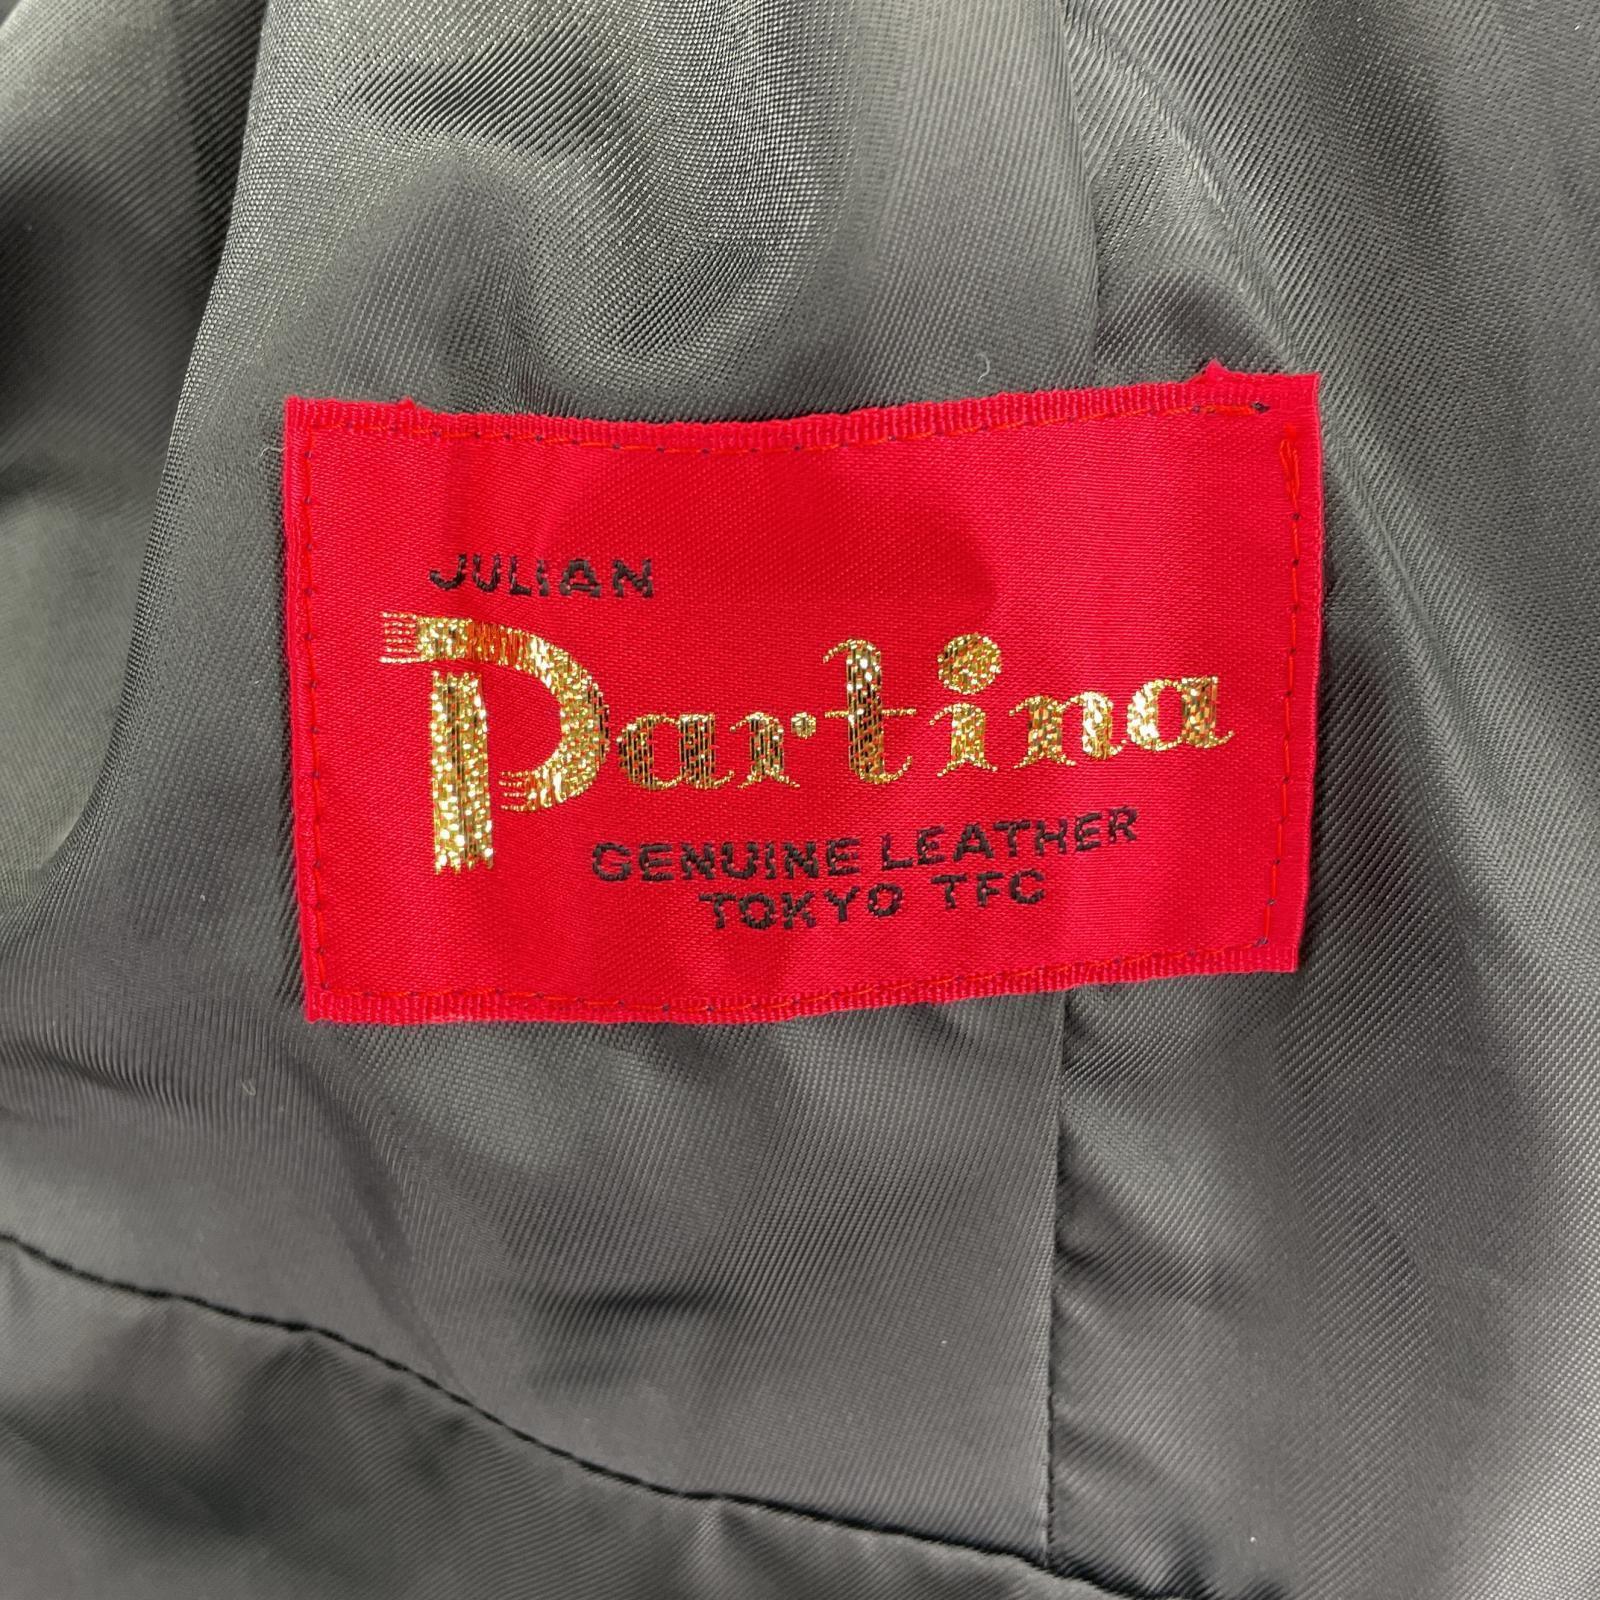 JULIAN
Partina
GENUINE LEATHER
TOKYO TFC